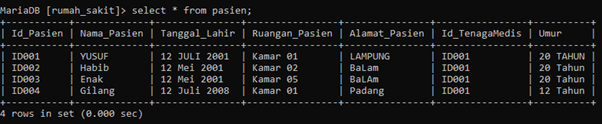 MariaDB [rumah_sakit]> select * from pasien;
+-----------+-------------+---------------+----------------+---------------+----------------+----------+
| Id_Pasien | Nama_Pasien | Tanggal_Lahir | Ruangan_Pasien | Alamat_Pasien | Id_TenagaMedis | Umur     |
+-----------+-------------+---------------+----------------+---------------+----------------+----------+
| ID001     | YUSUF       | 12 JULI 2001  | Kamar 01       | LAMPUNG       | ID001          | 20 TAHUN |
| ID002     | Habib       | 12 Mei 2001   | Kamar 02       | BaLam         | ID001          | 20 Tahun |
| ID003     | Enak        | 12 Mei 2001   | Kamar 05       | BaLAm         | ID001          | 20 Tahun |
| ID004     | Gilang      | 12 Juli 2008  | Kamar 01       | Padang        | ID001          | 12 Tahun |
+-----------+-------------+---------------+----------------+---------------+----------------+----------+
4 rows in set (0.000 sec)